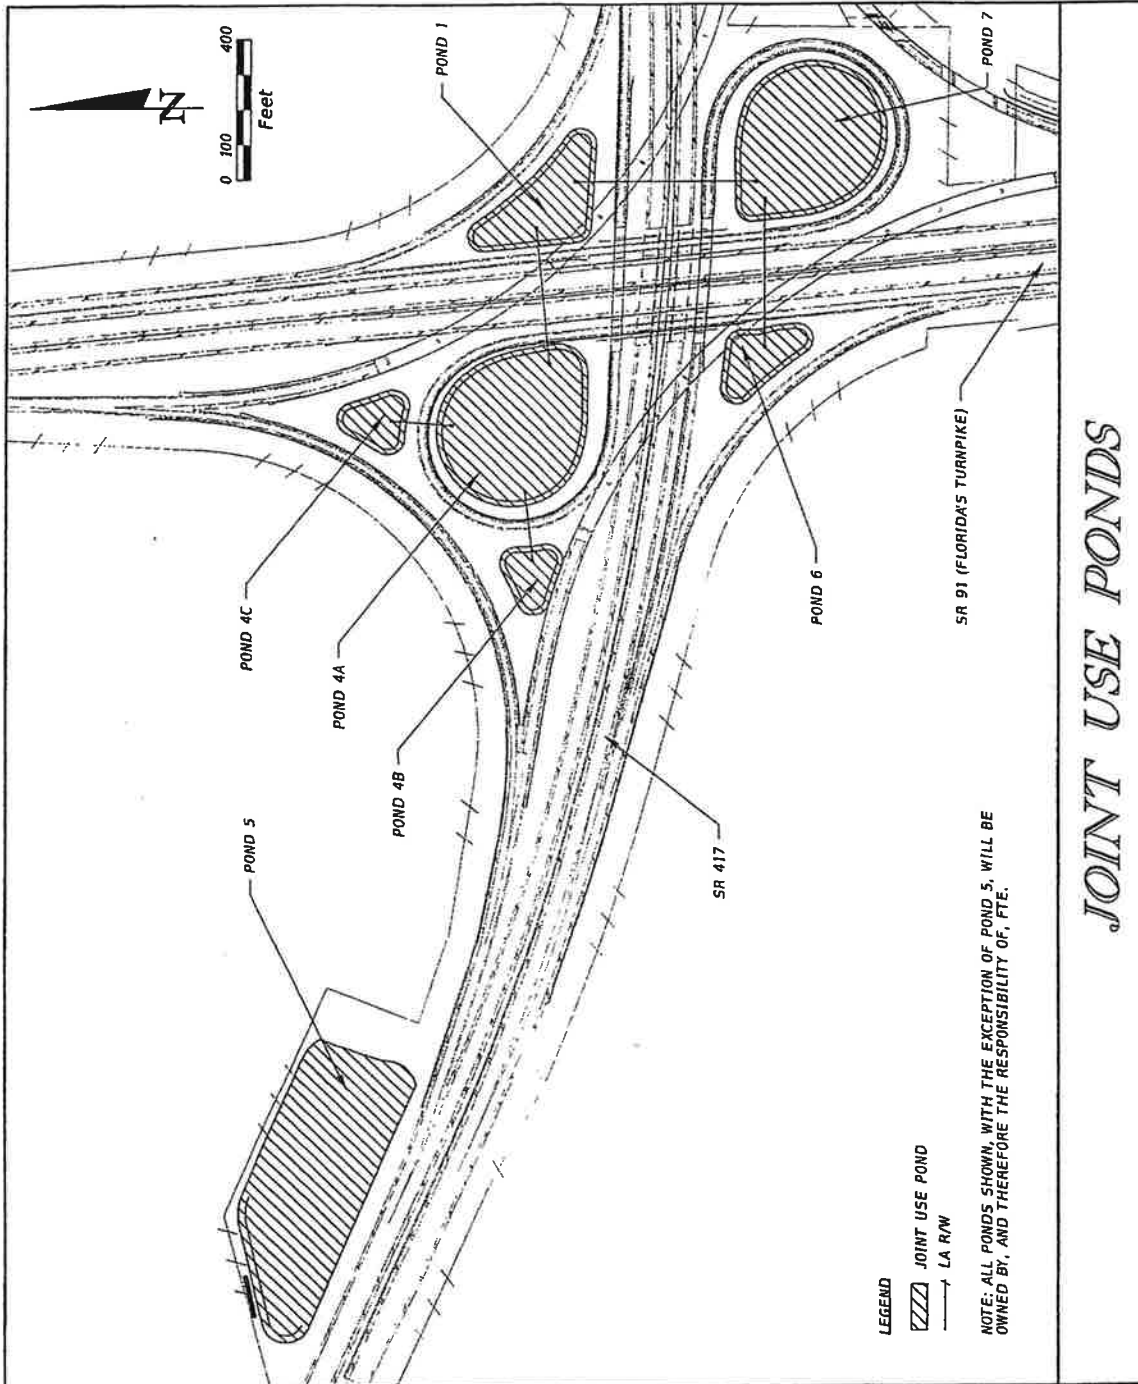 N
0 100 400
Feet
POND 1
POND 7
POND 4C
POND 4A
POND 4B
POND 5
POND 6
SR 91 (FLORIDA'S TURNPIKE)
SR 417
LEGEND
JOINT USE POND
LA R/W
NOTE: ALL PONDS SHOWN, WITH THE EXCEPTION OF POND 5, WILL BE
OWNED BY, AND THEREFORE THE RESPONSIBILITY OF, FTE.
JOINT USE PONDS